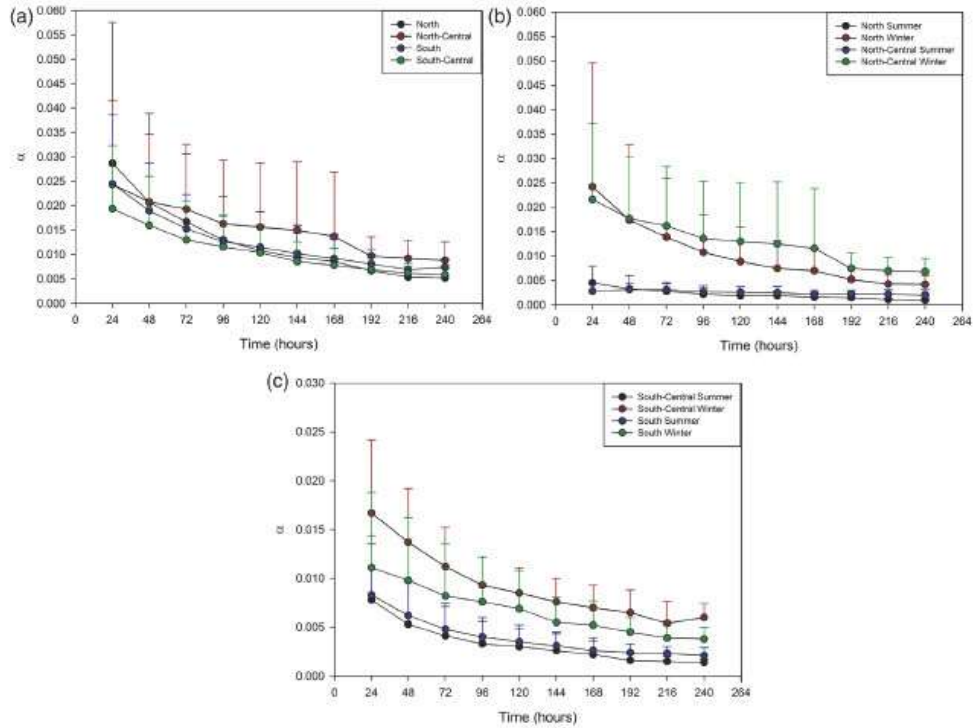 (a)
0.060
0.055
0.050
0.045
0.040
0.035
0.030
0.025
0.020
0.015
0.010
0.005
0.000
α
North
North-Central
South
South-Central
0 24 48 72 96 120 144 168 192 216 240 264
Time (hours)
(b)
0.060
0.055
0.050
0.045
0.040
0.035
0.030
0.025
0.020
0.015
0.010
0.005
0.000
α
North Summer
North Winter
North-Central Summer
North-Central Winter
0 24 48 72 96 120 144 168 192 216 240 264
Time (hours)
(c)
0.030
0.025
0.020
0.015
0.010
0.005
0.000
α
South-Central Summer
South-Central Winter
South Summer
South Winter
0 24 48 72 96 120 144 168 192 216 240 264
Time (hours)